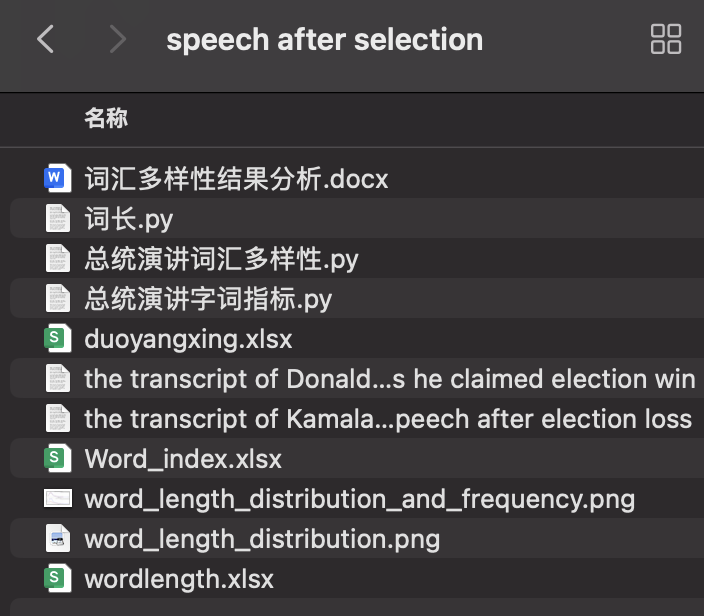 speech after selection
名称
词汇多样性结果分析.docx
词长.py
总统演讲词汇多样性.py
总统演讲字词指标.py
duoyangxing.xlsx
the transcript of Donald...s he claimed election win
the transcript of Kamala...peech after election loss
Word_index.xlsx
word_length_distribution_and_frequency.png
word_length_distribution.png
wordlength.xlsx